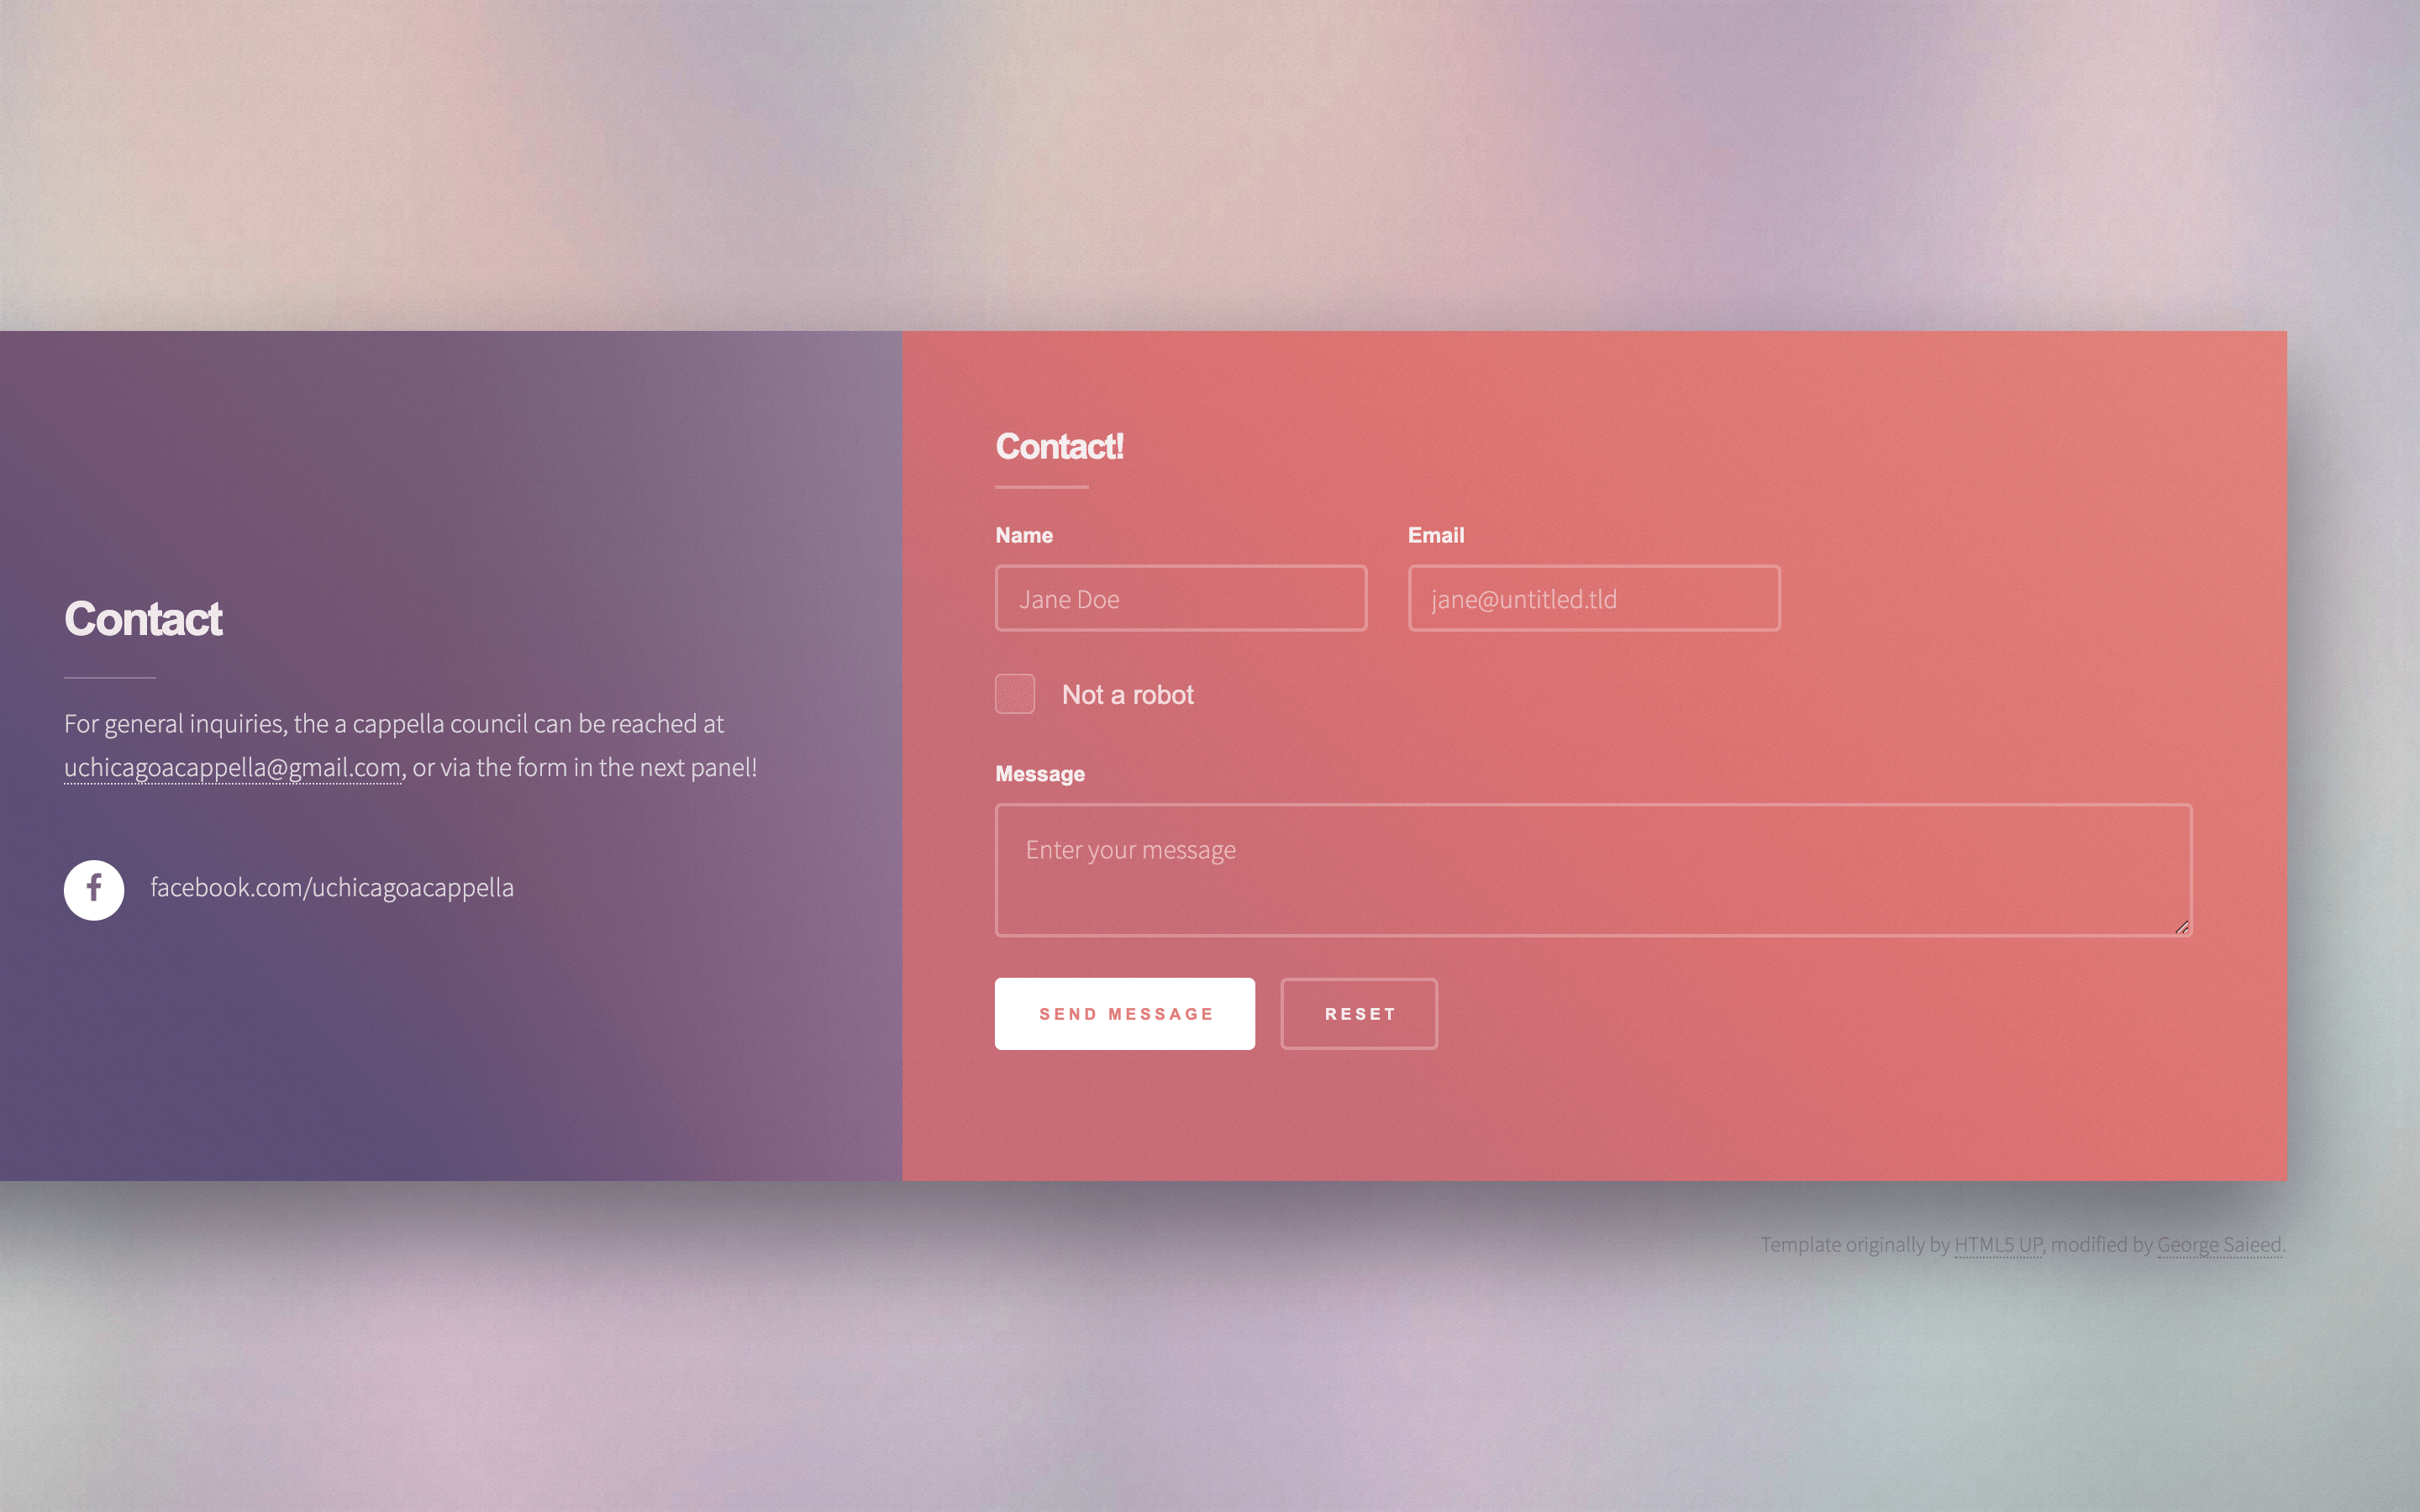 Contact
For general inquiries, the a cappella council can be reached at
uchicagoacappella@gmail.com, or via the form in the next panel!
facebook.com/uchicagoacappella
Contact!
Name
Email
Jane Doe
jane@untitled.tld
Not a robot
Message
Enter your message
SEND MESSAGE
RESET
Template originally by HTML5 UP, modified by George Saieed.